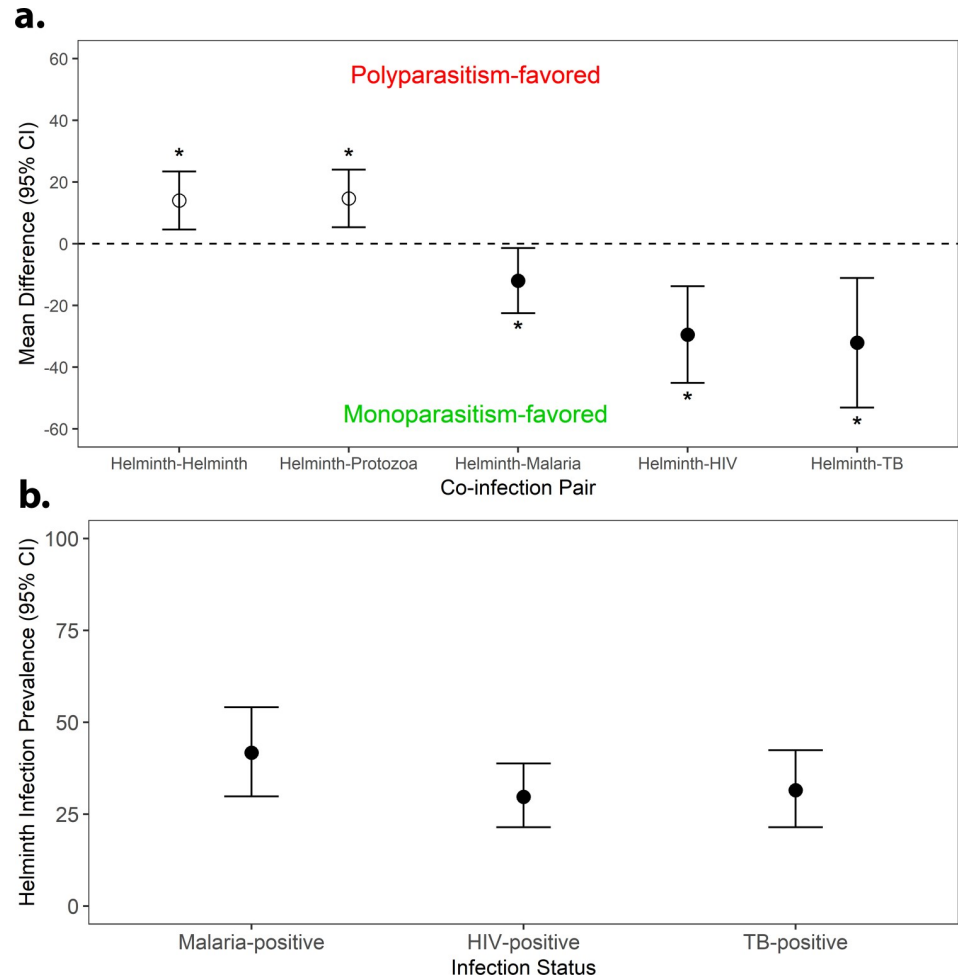 a.
Mean Difference (95% CI)
60
40
20
0
-20
-40
-60
Polyparasitism-favored
*
*
*
*
*
Monoparasitism-favored
Helminth-Helminth
Helminth-Protozoa
Helminth-Malaria
Helminth-HIV
Helminth-TB
Co-infection Pair
b.
Helminth Infection Prevalence (95% CI)
100
75
50
25
0
Malaria-positive
HIV-positive
TB-positive
Infection Status